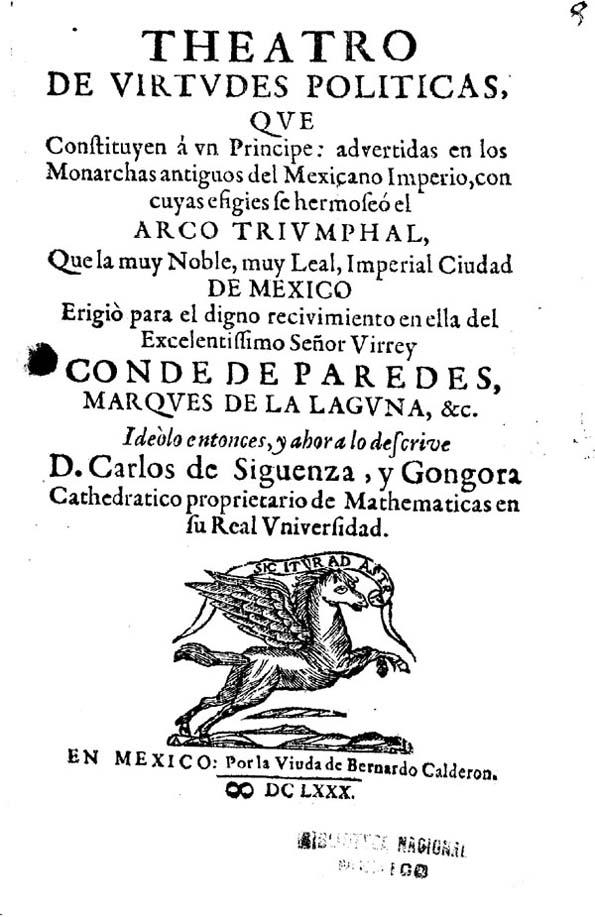 THEATRO
DE VIRTVDES POLITICAS,
QVE
Conſtituyen á vn Principe: advertidas en los
Monarchas antiguos del Mexicano Imperio, con
cuyas efigies ſe hermoſeó el
ARCO TRIVMPHAL,
Que la muy Noble, muy Leal, Imperial Ciudad
DE MEXICO
Erigiò para el digno recivimiento en ella del
Excelentiſſimo Señor Virrey
CONDE DE PAREDES,
MARQVES DE LA LAGVNA, &c.
Ideòlo entonces, y ahora lo deſcrive
D. Carlos de Siguenza, y Gongora
Cathedratico proprietario de Mathematicas en
ſu Real Vniverſidad.
SIC ITUR AD ASTRA
EN MEXICO: Por la Viuda de Bernardo Calderon.
ↀ DC LXXX.
BIBLIOTECA NACIONAL
MEXICO